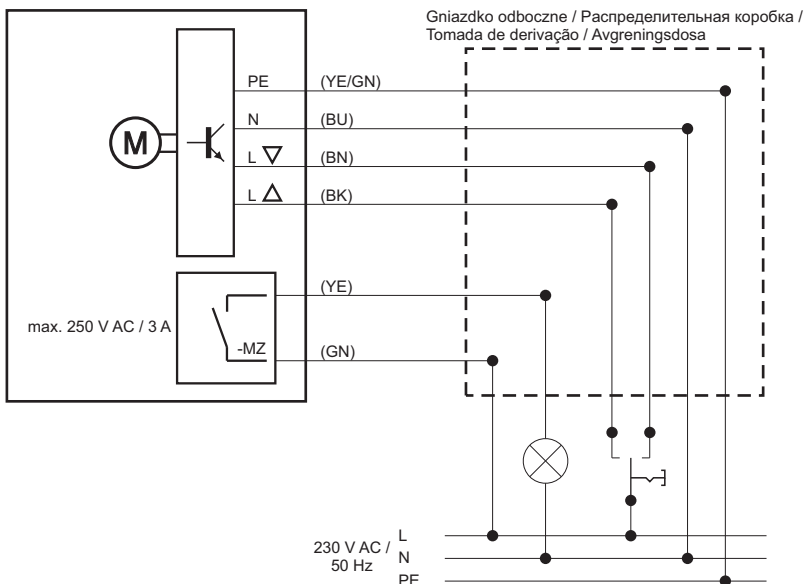 Gniazdko odboczne / Распределительная коробка /
Tomada de derivação / Avgreningsdosa
PE (YE/GN)
N (BU)
M
L ▽ (BN)
L △ (BK)
(YE)
max. 250 V AC / 3 A
-MZ
(GN)
L
230 V AC /
N
50 Hz
PE